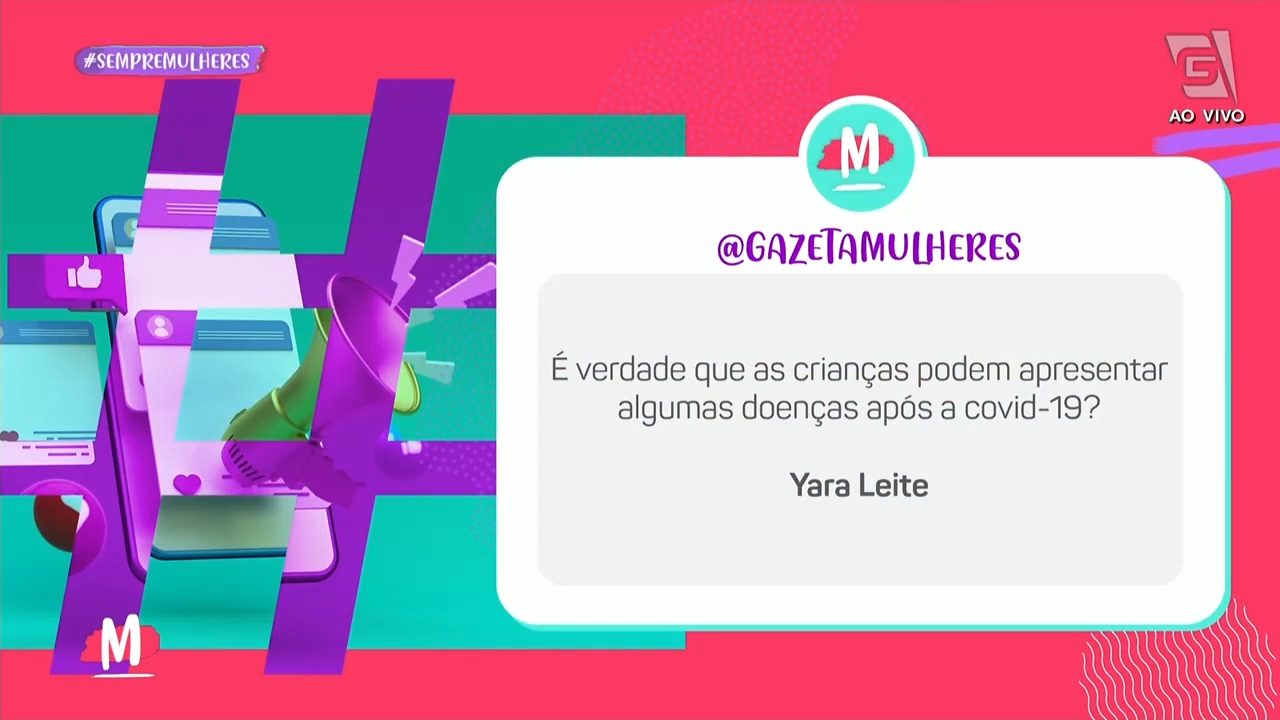 #SEMPREMULHERES
G
AO VIVO
M
@GAZETAMULHERES
É verdade que as crianças podem apresentar
algumas doenças após a covid-19?
Yara Leite
M